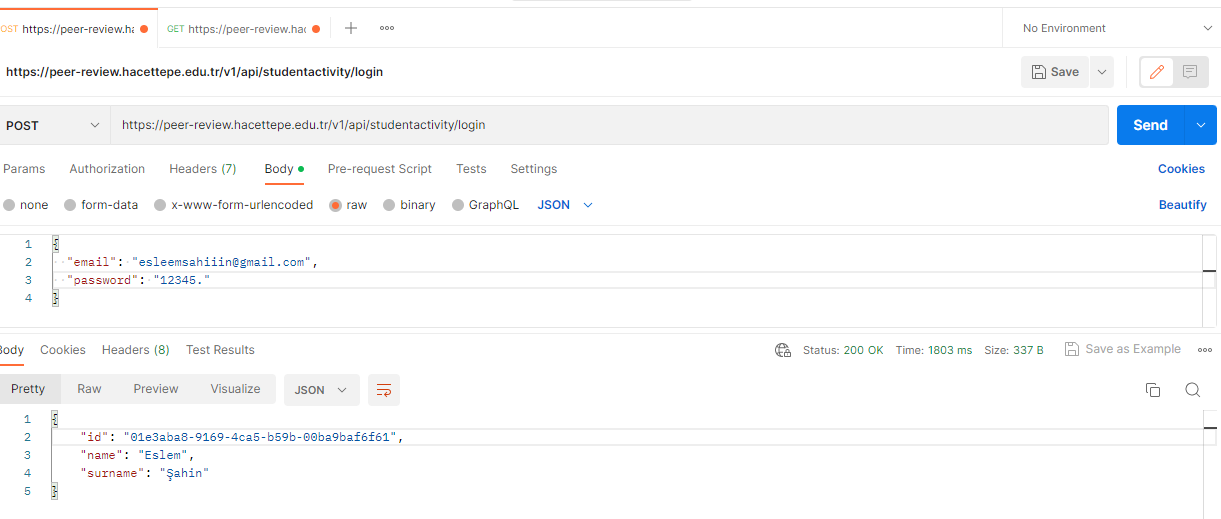 POST https://peer-review.hac GET https://peer-review.hac + ooo No Environment
https://peer-review.hacettepe.edu.tr/v1/api/studentactivity/login Save
POST https://peer-review.hacettepe.edu.tr/v1/api/studentactivity/login Send
Params Authorization Headers (7) Body Pre-request Script Tests Settings Cookies
none form-data x-www-form-urlencoded raw binary GraphQL JSON Beautify
1 {
2 "email": "esleemsahiiin@gmail.com",
3 "password": "12345."
4 }
Body Cookies Headers (8) Test Results Status: 200 OK Time: 1803 ms Size: 337 B Save as Example ooo
Pretty Raw Preview Visualize JSON
1 {
2 "id": "01e3aba8-9169-4ca5-b59b-00ba9baf6f61",
3 "name": "Eslem",
4 "surname": "Şahin"
5 }